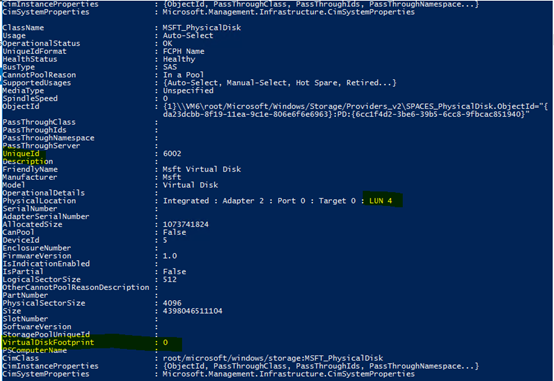 CimInstanceProperties : {ObjectId, PassThroughClass, PassThroughIds, PassThroughNamespace...}
CimSystemProperties : Microsoft.Management.Infrastructure.CimSystemProperties
ClassName : MSFT_PhysicalDisk
Usage : Auto-Select
OperationalStatus : OK
UniqueIdFormat : FCPH Name
HealthStatus : Healthy
BusType : SAS
CannotPoolReason : In a Pool
SupportedUsages : {Auto-Select, Manual-Select, Hot Spare, Retired...}
MediaType : Unspecified
SpindleSpeed : 0
ObjectId : {1}\\VM6\root/Microsoft/Windows/Storage/Providers_v2\SPACES_PhysicalDisk.ObjectId="{
da23dcbb-8f19-11ea-9c1e-806e6f6e6963}:PD:{6cc1f4d2-3be6-39b5-6cc8-9fbcac851940}"
PassThroughClass :
PassThroughIds :
PassThroughNamespace :
PassThroughServer :
UniqueId : 6002
Description :
FriendlyName : Msft Virtual Disk
Manufacturer : Msft
Model : Virtual Disk
OperationalDetails :
PhysicalLocation : Integrated : Adapter 2 : Port 0 : Target 0 : LUN 4
SerialNumber :
AdapterSerialNumber :
AllocatedSize : 1073741824
CanPool : False
DeviceId : 5
EnclosureNumber :
FirmwareVersion : 1.0
IsIndicationEnabled :
IsPartial : False
LogicalSectorSize : 512
OtherCannotPoolReasonDescription :
PartNumber :
PhysicalSectorSize : 4096
Size : 4398046511104
SlotNumber :
SoftwareVersion :
StoragePoolUniqueId :
VirtualDiskFootprint : 0
PSComputerName :
CimClass : root/microsoft/windows/storage:MSFT_PhysicalDisk
CimInstanceProperties : {ObjectId, PassThroughClass, PassThroughIds, PassThroughNamespace...}
CimSystemProperties : Microsoft.Management.Infrastructure.CimSystemProperties